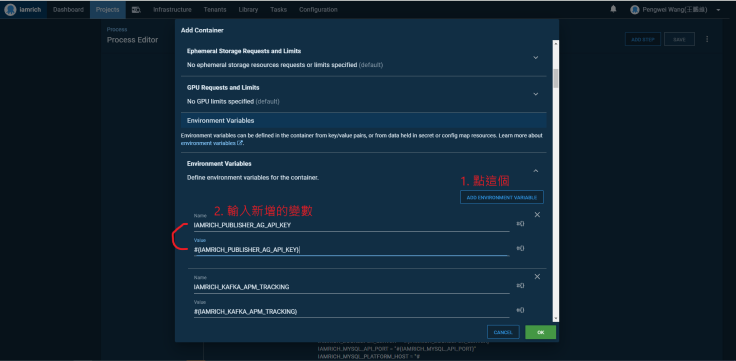 iamrich
Dashboard
Projects
Infrastructure
Tenants
Library
Tasks
Configuration
Pengwei Wang(王鵬維)
Process
Process Editor
ADD STEP
SAVE
Add Container
Ephemeral Storage Requests and Limits
No ephemeral storage resources requests or limits specified (default)
GPU Requests and Limits
No GPU limits specified (default)
Environment Variables
Environment variables can be defined in the container from key/value pairs, or from data held in secret or config map resources. Learn more about
environment variables.
Environment Variables
Define environment variables for the container.
1. 點這個
ADD ENVIRONMENT VARIABLE
2. 輸入新增的變數
Name
IAMRICH_PUBLISHER_AG_API_KEY
#{}
Value
#{IAMRICH_PUBLISHER_AG_API_KEY}
#{}
Name
IAMRICH_KAFKA_APM_TRACKING
#{}
Value
#{IAMRICH_KAFKA_APM_TRACKING}
#{}
CANCEL
OK
IAMRICH_MYSQL_API_PORT = "#{IAMRICH_MYSQL_API_PORT}"
IAMRICH_MYSQL_PLATFORM_HOST = "#